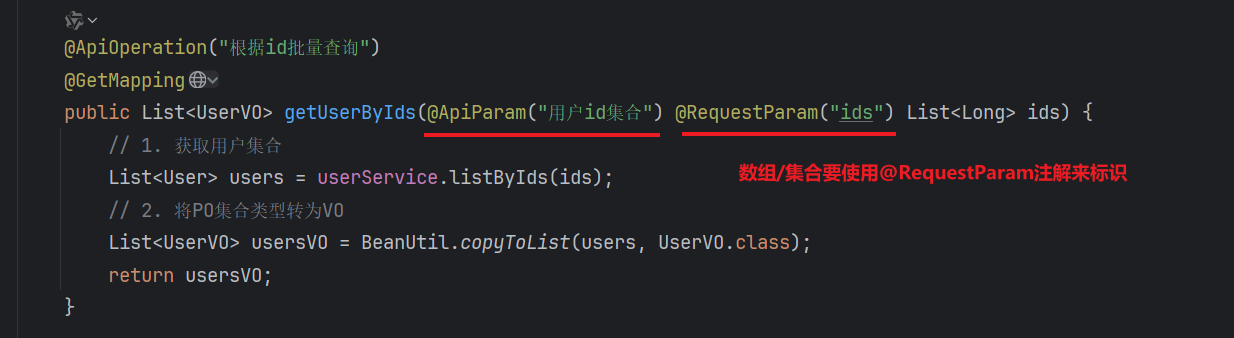 @ApiOperation("根据id批量查询")
@GetMapping
public List<UserVO> getUserByIds(@ApiParam("用户id集合") @RequestParam("ids") List<Long> ids) {
// 1. 获取用户集合
List<User> users = userService.listByIds(ids);
数组/集合要使用@RequestParam注解来标识
// 2. 将PO集合类型转为VO
List<UserVO> usersVO = BeanUtil.copyToList(users, UserVO.class);
return usersVO;
}